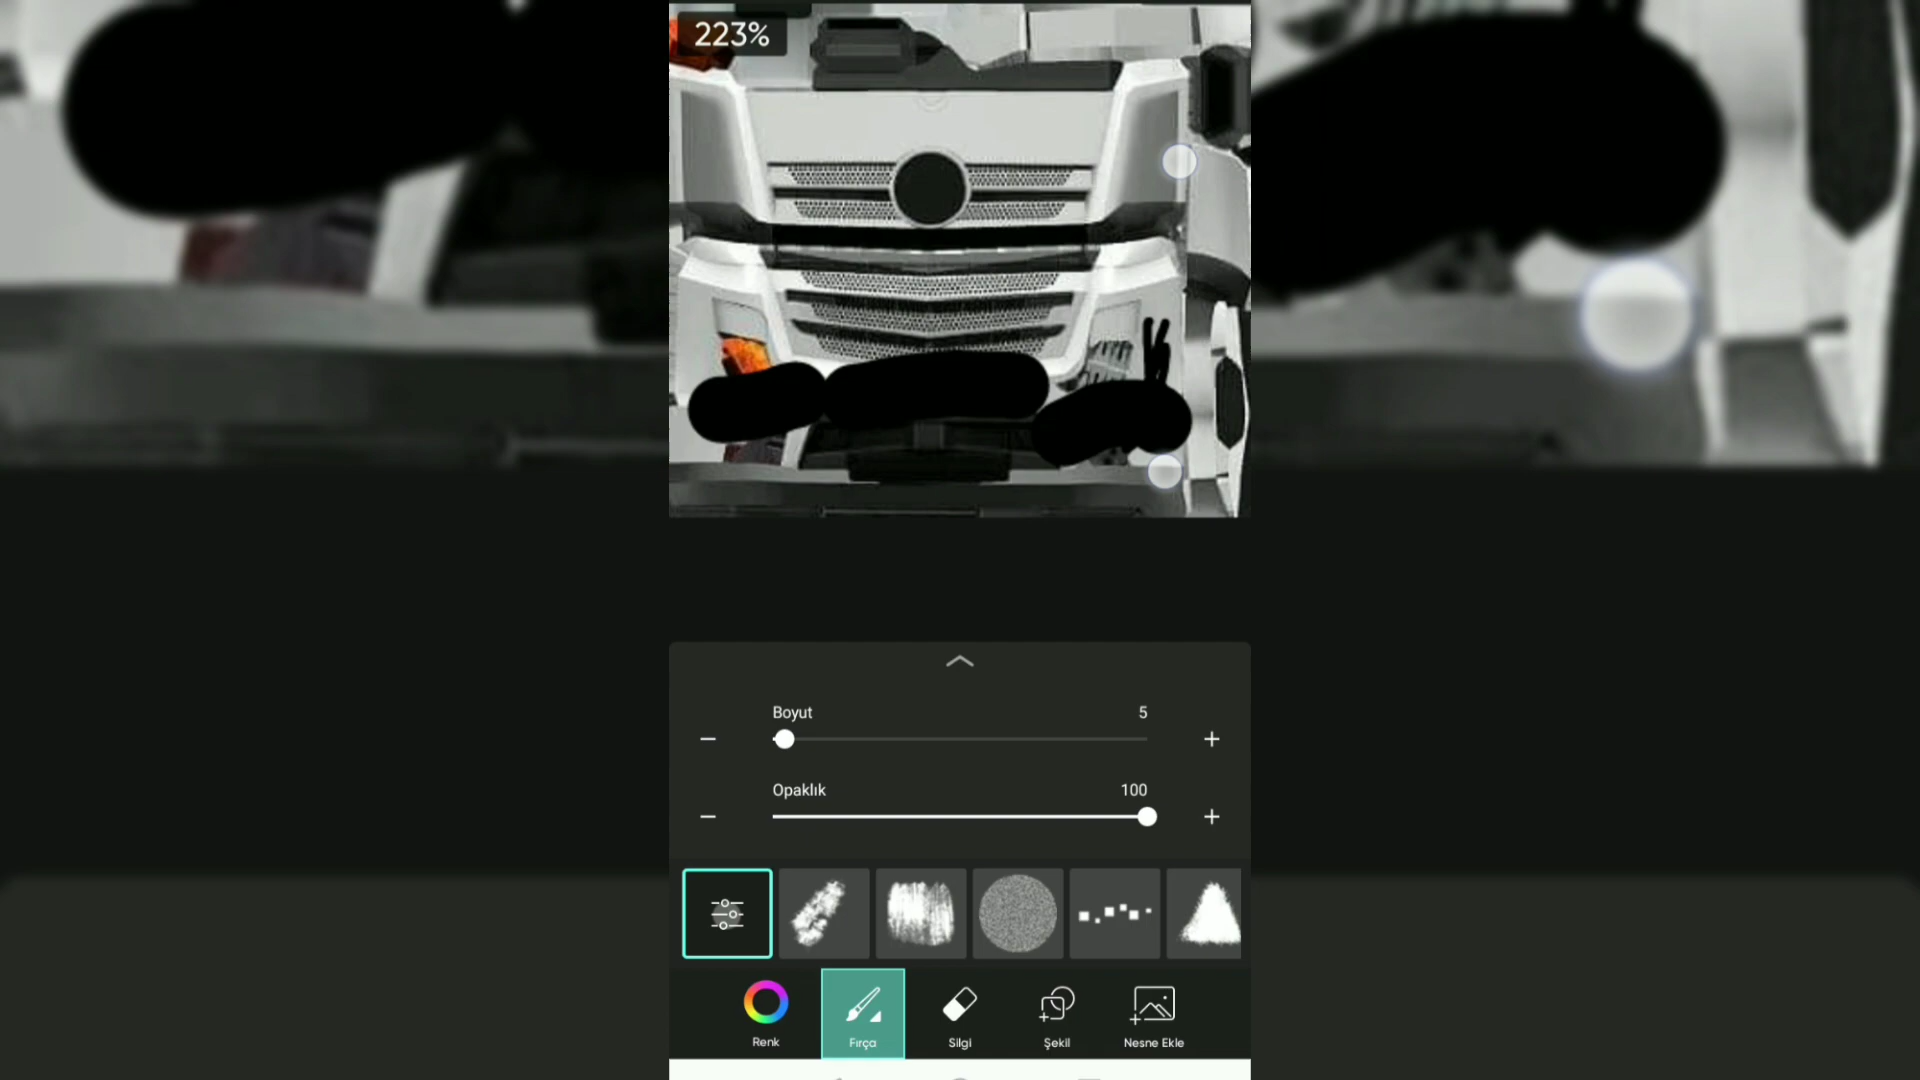 223%
Boyut 5
Opaklık 100
Renk
Fırça
Silgi
Şekil
Nesne Ekle